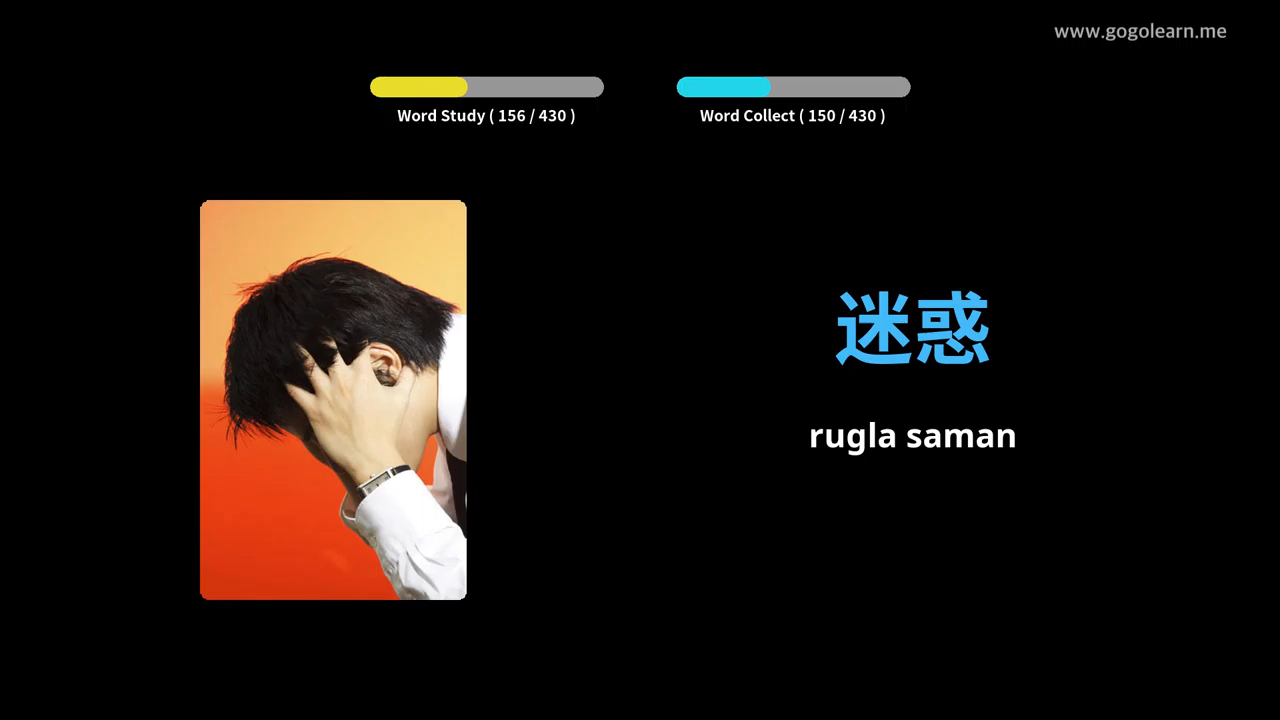 www.gogolearn.me
Word Study ( 156 / 430 )
Word Collect ( 150 / 430 )
迷惑
rugla saman